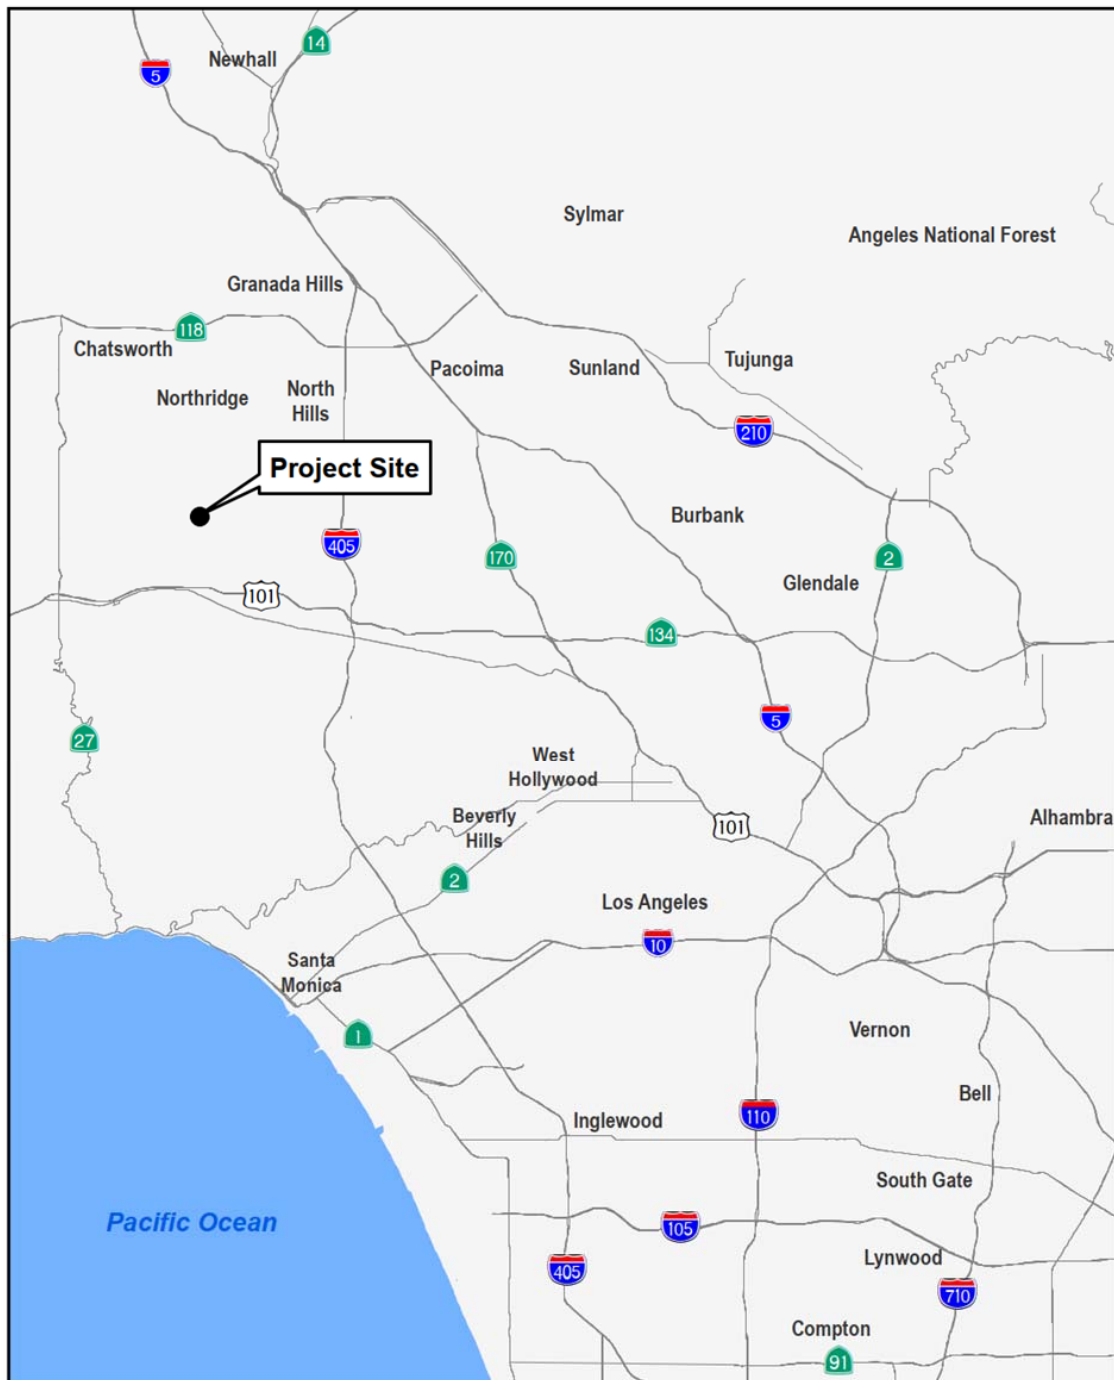 14
Newhall
5
Sylmar
Angeles National Forest
Granada Hills
118
Chatsworth
Pacoima
Sunland
Tujunga
Northridge
North
Hills
210
Project Site
Burbank
405
170
2
Glendale
101
134
5
27
West
Hollywood
Beverly
Hills
101
Alhambra
2
Los Angeles
10
Santa
Monica
1
Vernon
Bell
110
Inglewood
South Gate
Pacific Ocean
105
Lynwood
405
710
Compton
91